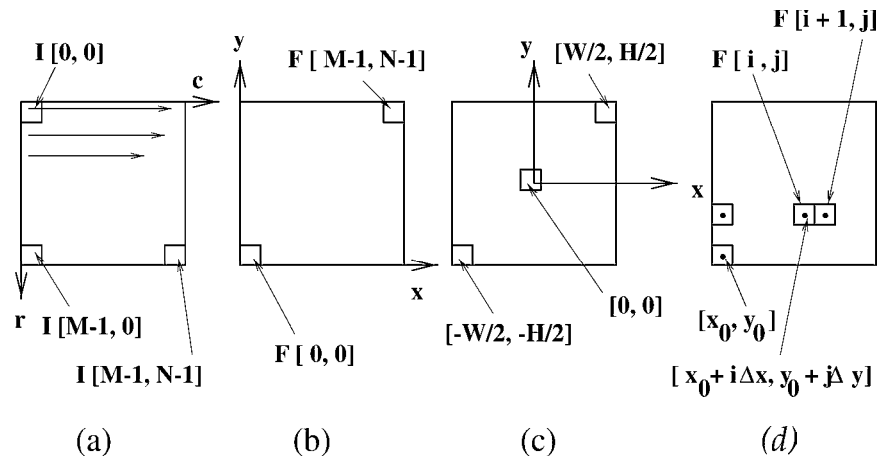 I [0, 0]
c
r
I [M-1, 0]
I [M-1, N-1]
(a)
y
F [ M-1, N-1]
x
F [ 0, 0]
(b)
y
[W/2, H/2]
x
[0, 0]
[-W/2, -H/2]
(c)
F [i + 1, j]
F [ i , j]
[x₀, y₀ ]
[ x₀ + i Δx, y₀ + jΔ y]
(d)